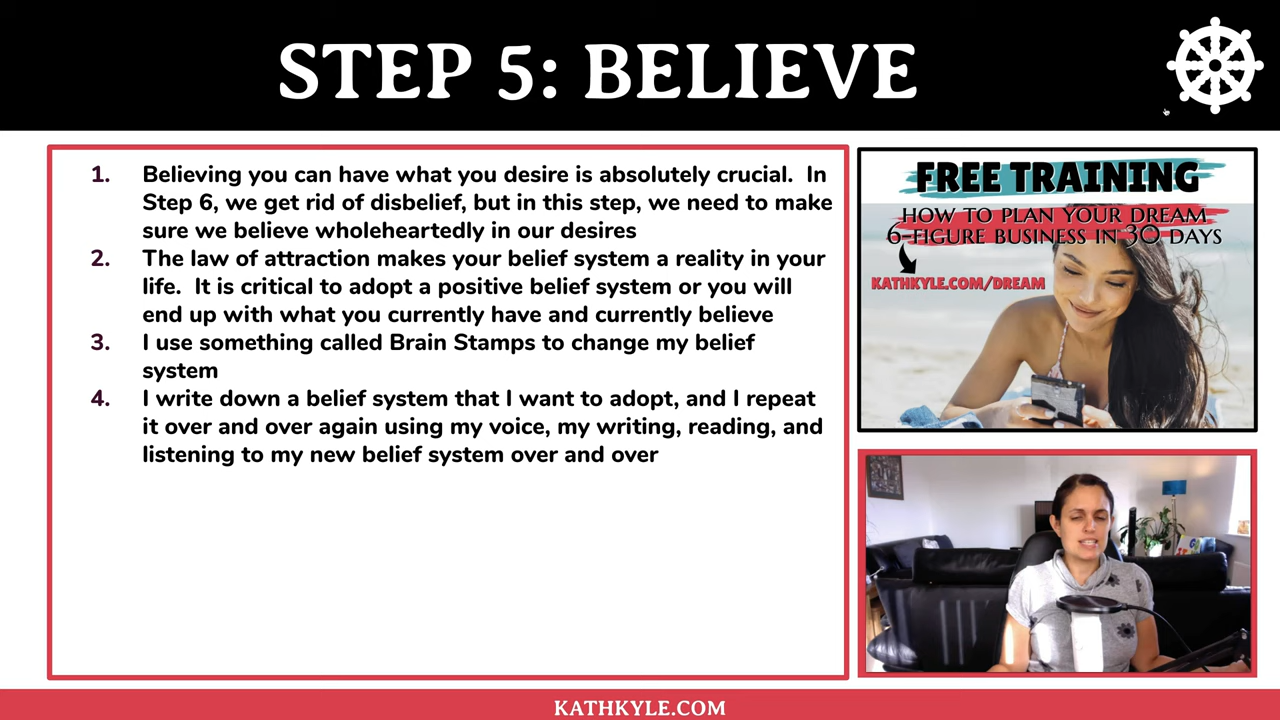 STEP 5: BELIEVE
1. Believing you can have what you desire is absolutely crucial. In
Step 6, we get rid of disbelief, but in this step, we need to make
sure we believe wholeheartedly in our desires
2. The law of attraction makes your belief system a reality in your
life. It is critical to adopt a positive belief system or you will
end up with what you currently have and currently believe
3. I use something called Brain Stamps to change my belief
system
4. I write down a belief system that I want to adopt, and I repeat
it over and over again using my voice, my writing, reading, and
listening to my new belief system over and over
FREE TRAINING
HOW TO PLAN YOUR DREAM
6-FIGURE BUSINESS IN 30 DAYS
KATHKYLE.COM/DREAM
KATHKYLE.COM